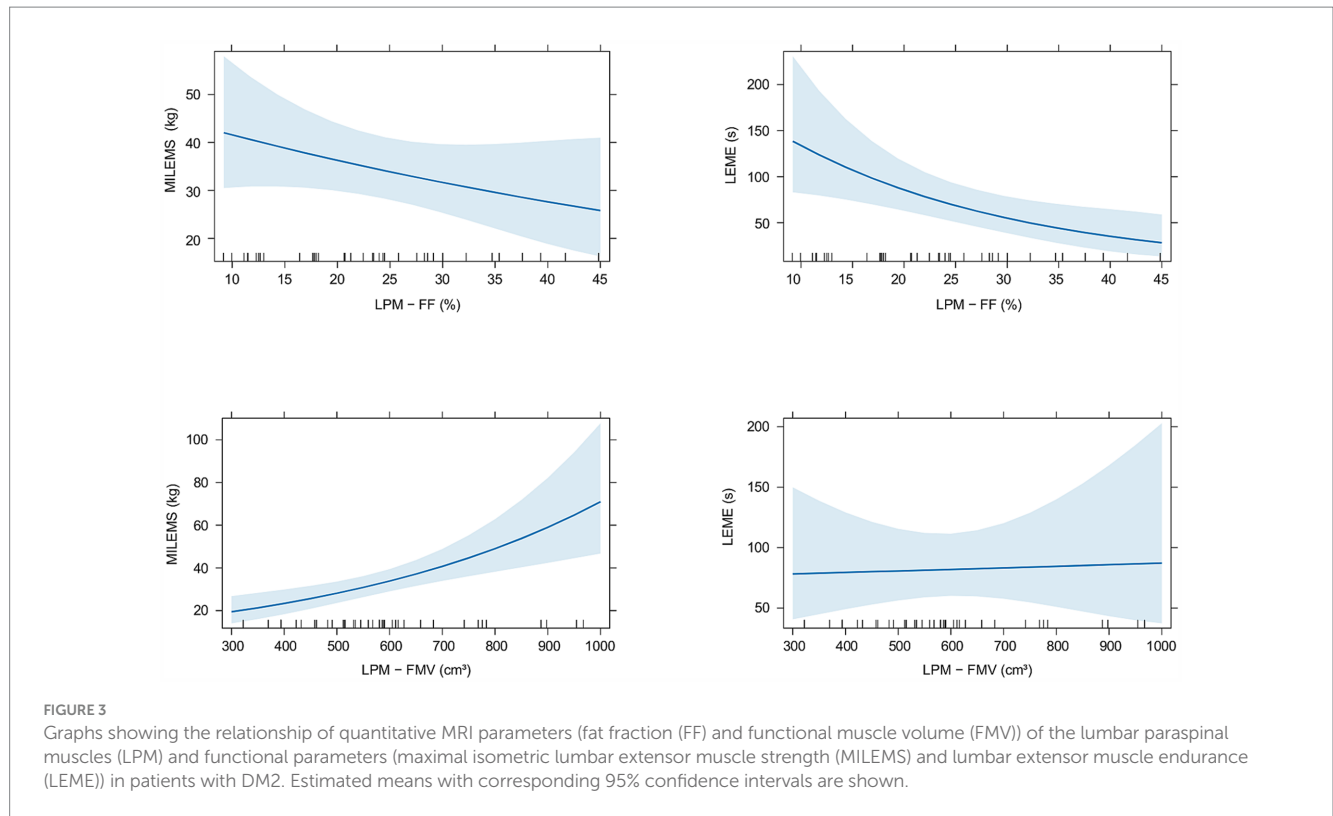 MILEMS (kg)
50
40
30
20
10 15 20 25 30 35 40 45
LPM – FF (%)
LEME (s)
200
150
100
50
10 15 20 25 30 35 40 45
LPM – FF (%)
MILEMS (kg)
100
80
60
40
20
300 400 500 600 700 800 900 1000
LPM – FMV (cm³)
LEME (s)
200
150
100
50
300 400 500 600 700 800 900 1000
LPM – FMV (cm³)
FIGURE 3
Graphs showing the relationship of quantitative MRI parameters (fat fraction (FF) and functional muscle volume (FMV)) of the lumbar paraspinal
muscles (LPM) and functional parameters (maximal isometric lumbar extensor muscle strength (MILEMS) and lumbar extensor muscle endurance
(LEME)) in patients with DM2. Estimated means with corresponding 95% confidence intervals are shown.